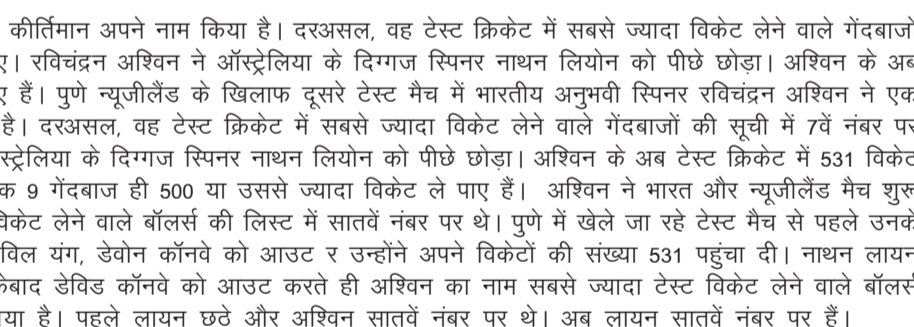 कीर्तिमान अपने नाम किया है। दरअसल, वह टेस्ट क्रिकेट में सबसे ज्यादा विकेट लेने वाले गेंदबाजो
रविचंद्रन अश्विन ने ऑस्ट्रेलिया के दिग्गज स्पिनर नाथन लियोन को पीछे छोड़ा। अश्विन के अब
हैं। पुणे न्यूजीलैंड के खिलाफ दूसरे टेस्ट मैच में भारतीय अनुभवी स्पिनर रविचंद्रन अश्विन ने एक
है। दरअसल, वह टेस्ट क्रिकेट में सबसे ज्यादा विकेट लेने वाले गेंदबाजों की सूची में 7वें नंबर पर
स्ट्रेलिया के दिग्गज स्पिनर नाथन लियोन को पीछे छोड़ा। अश्विन के अब टेस्ट क्रिकेट में 531 विकेट
क 9 गेंदबाज ही 500 या उससे ज्यादा विकेट ले पाए हैं। अश्विन ने भारत और न्यूजीलैंड मैच शुरू
विकेट लेने वाले बॉलर्स की लिस्ट में सातवें नंबर पर थे। पुणे में खेले जा रहे टेस्ट मैच से पहले उनके
विल यंग, डेवोन कॉनवे को आउट र उन्होंने अपने विकेटों की संख्या 531 पहुंचा दी। नाथन लायन
केबाद डेविड कॉनवे को आउट करते ही अश्विन का नाम सबसे ज्यादा टेस्ट विकेट लेने वाले बॉलर्स
या है। पहले लायन छठे और अश्विन सातवें नंबर पर थे। अब लायन सातवें नंबर पर हैं।